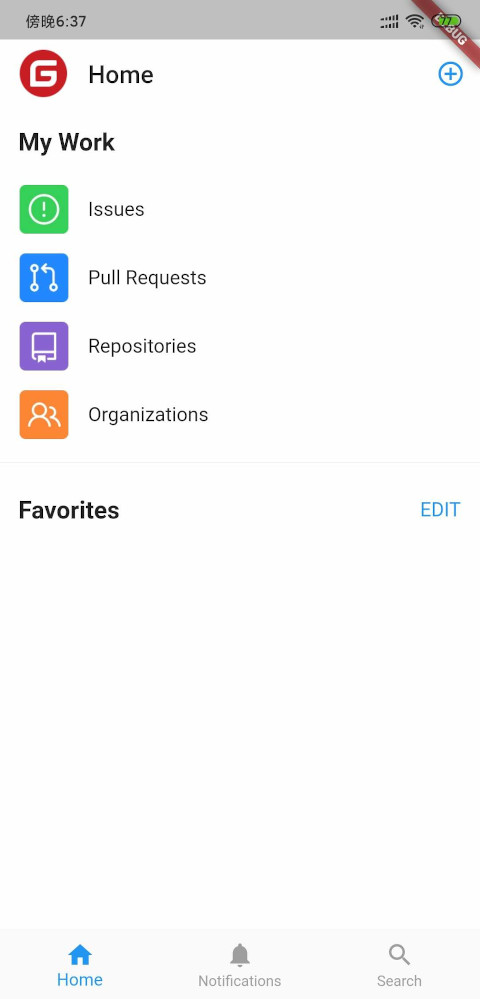 傍晚6:37
77
DEBUG
Home
My Work
Issues
Pull Requests
Repositories
Organizations
Favorites
EDIT
Home
Notifications
Search